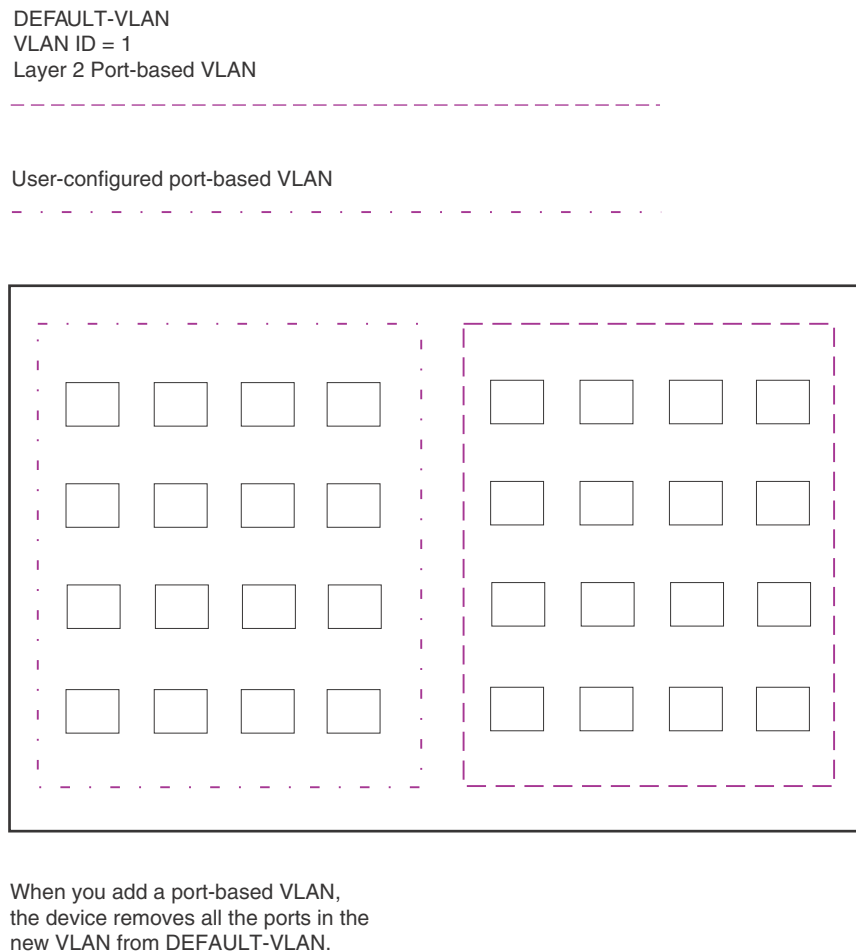 DEFAULT-VLAN
VLAN ID = 1
Layer 2 Port-based VLAN
User-configured port-based VLAN
When you add a port-based VLAN,
the device removes all the ports in the
new VLAN from DEFAULT-VLAN.